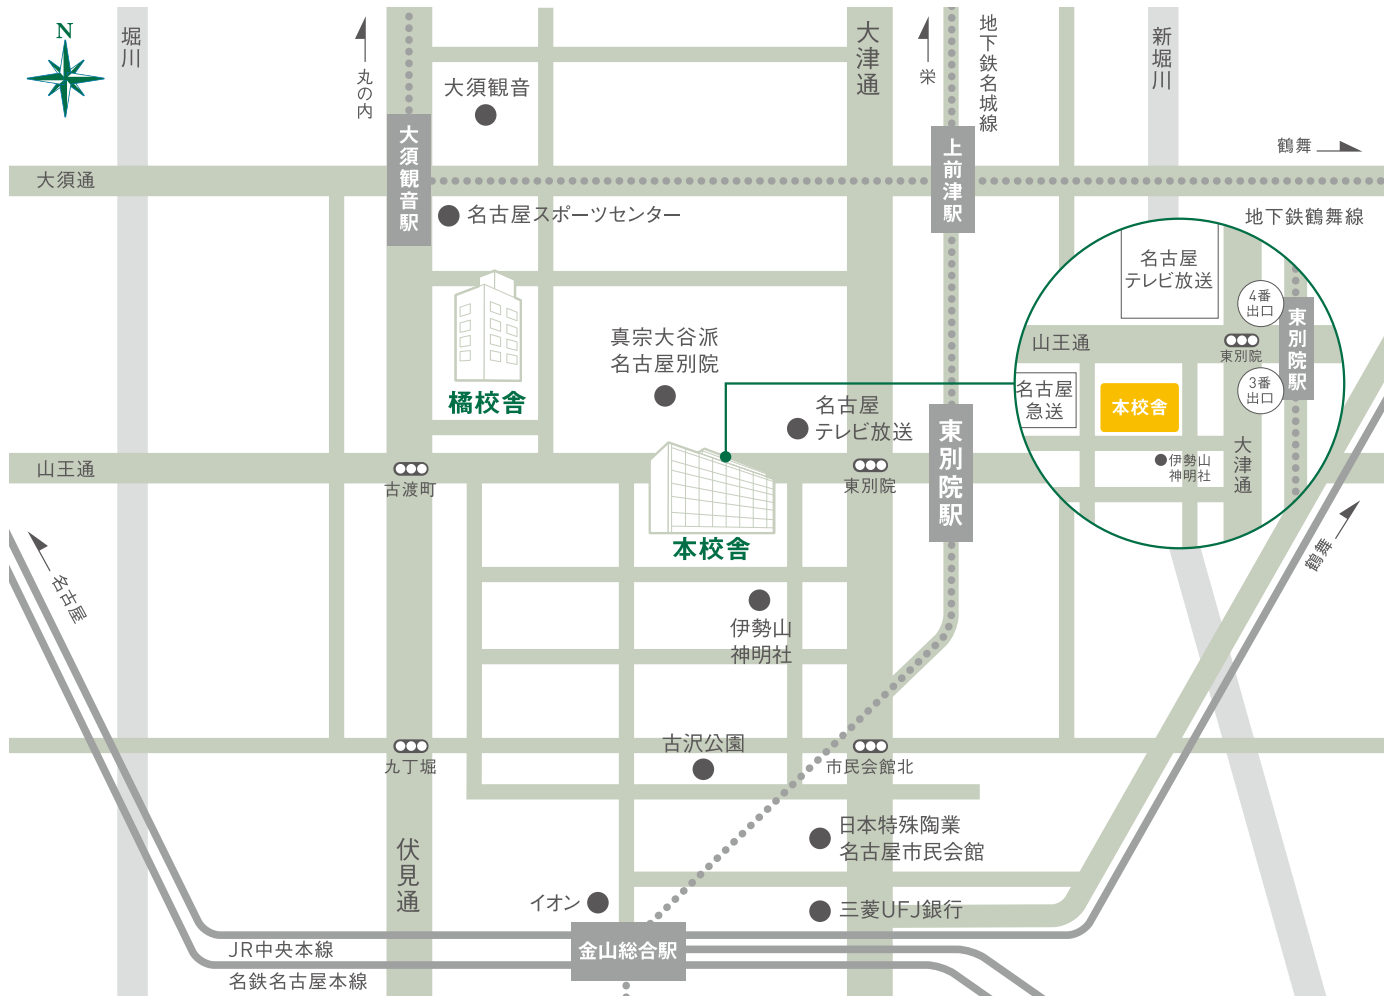 N
堀川
丸の内
大須観音
大津通
栄
地下鉄名城線
新堀川
鶴舞
大須通
大須観音駅
上前津駅
名古屋スポーツセンター
地下鉄鶴舞線
名古屋
テレビ放送
4番
出口
東別院駅
山王通
東別院
3番
出口
名古屋
急送
本校舎
大津通
伊勢山
神明社
真宗大谷派
名古屋別院
橘校舎
名古屋
テレビ放送
東別院駅
山王通
古渡町
東別院
本校舎
名古屋
鶴舞
伊勢山
神明社
古沢公園
九丁堀
市民会館北
伏見通
日本特殊陶業
名古屋市民会館
イオン
三菱UFJ銀行
金山総合駅
JR中央本線
名鉄名古屋本線